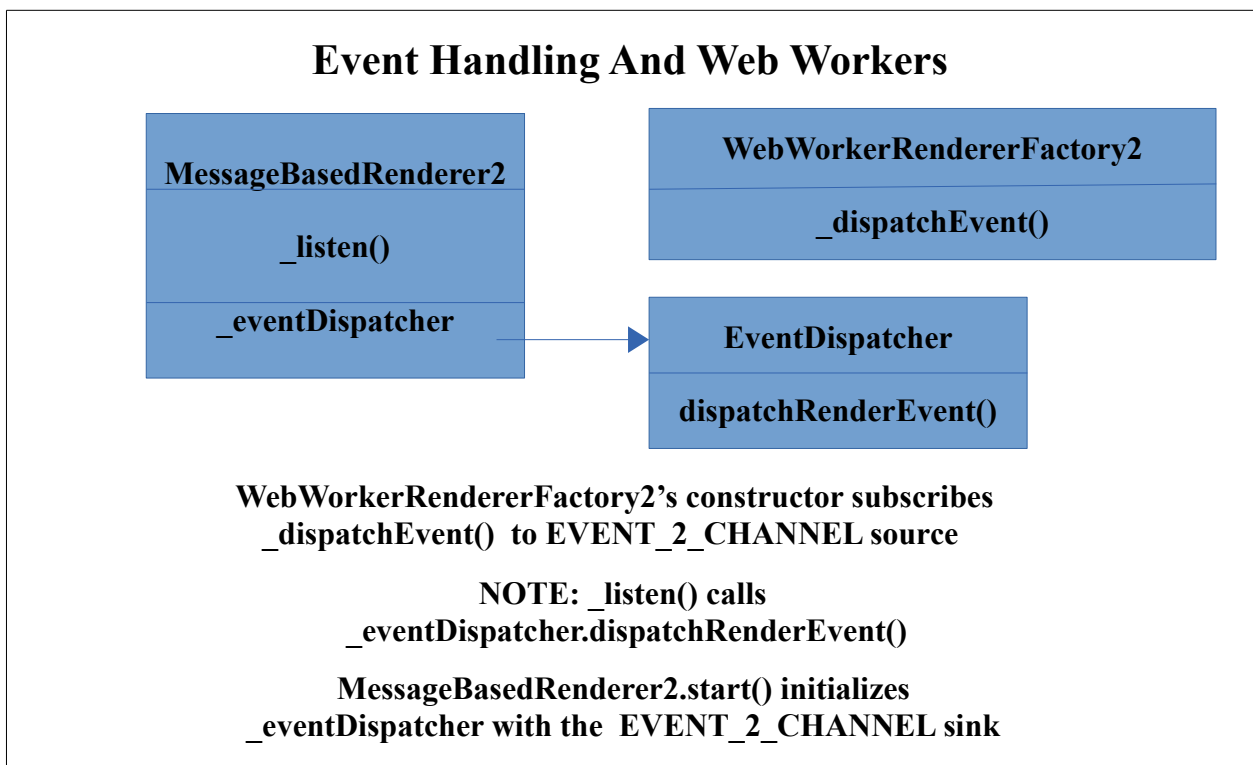 Event Handling And Web Workers
MessageBasedRenderer2
_listen()
_eventDispatcher
WebWorkerRendererFactory2
_dispatchEvent()
EventDispatcher
dispatchRenderEvent()
WebWorkerRendererFactory2’s constructor subscribes
_dispatchEvent()  to EVENT_2_CHANNEL source
NOTE: _listen() calls
_eventDispatcher.dispatchRenderEvent()
MessageBasedRenderer2.start() initializes
_eventDispatcher with the  EVENT_2_CHANNEL sink